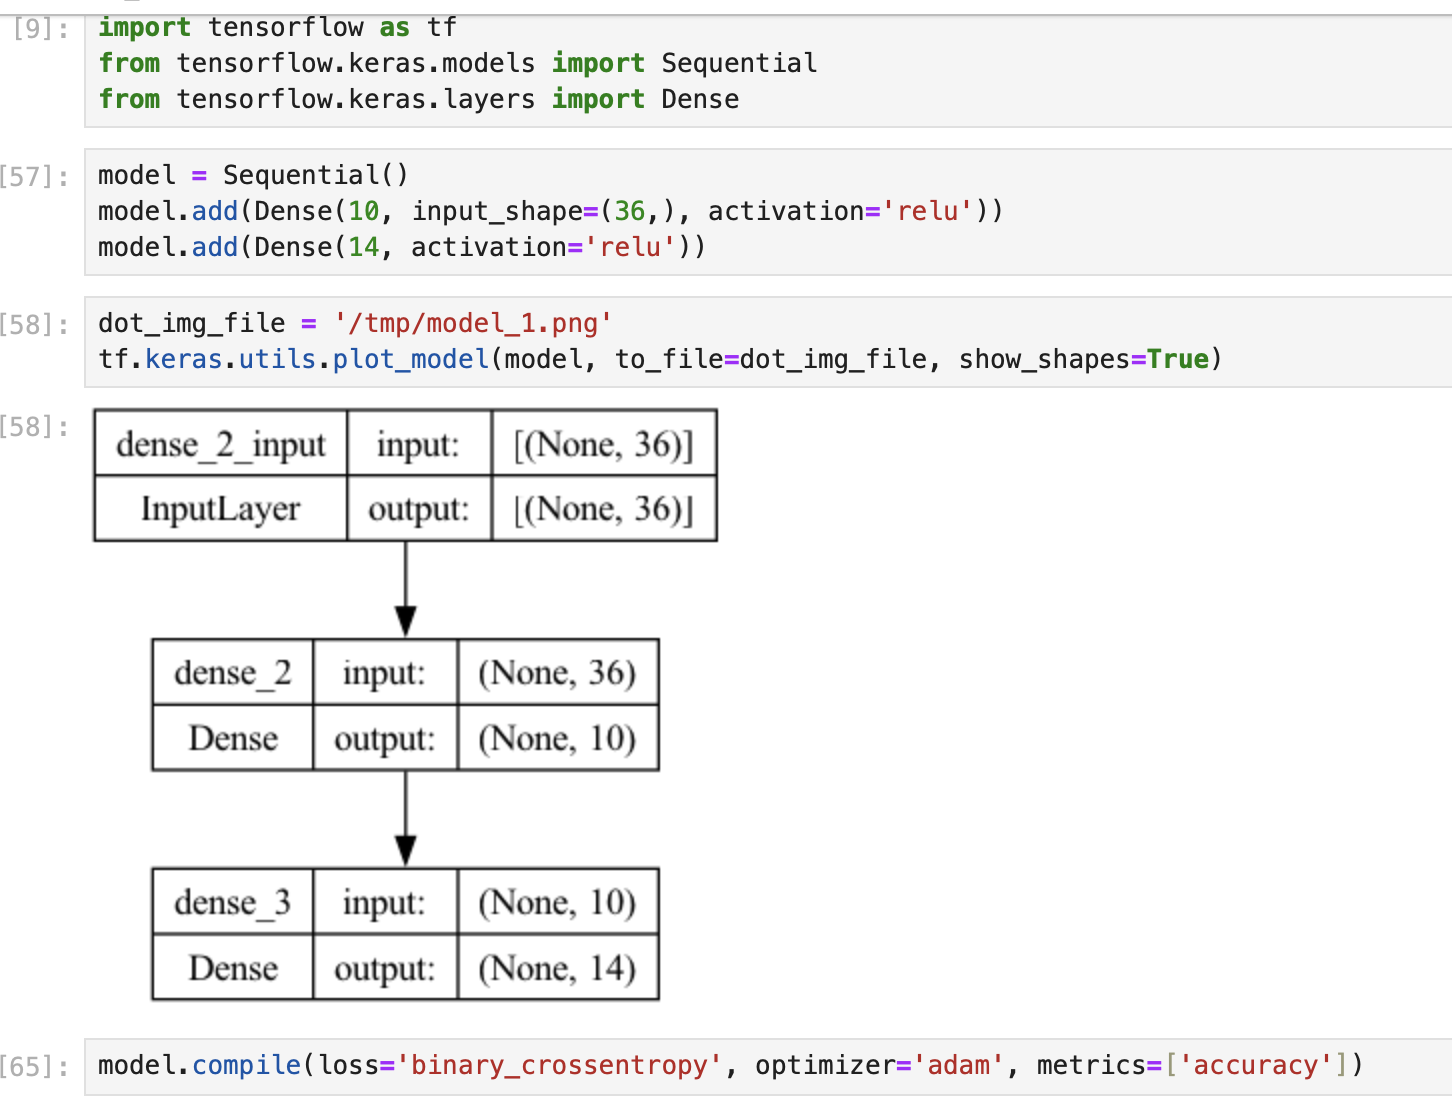 [9]:
import tensorflow as tf
from tensorflow.keras.models import Sequential
from tensorflow.keras.layers import Dense
[57]:
model = Sequential()
model.add(Dense(10, input_shape=(36,), activation='relu'))
model.add(Dense(14, activation='relu'))
[58]:
dot_img_file = '/tmp/model_1.png'
tf.keras.utils.plot_model(model, to_file=dot_img_file, show_shapes=True)
[58]:
dense_2_input input: [(None, 36)]
InputLayer output: [(None, 36)]
dense_2 input: (None, 36)
Dense output: (None, 10)
dense_3 input: (None, 10)
Dense output: (None, 14)
[65]:
model.compile(loss='binary_crossentropy', optimizer='adam', metrics=['accuracy'])